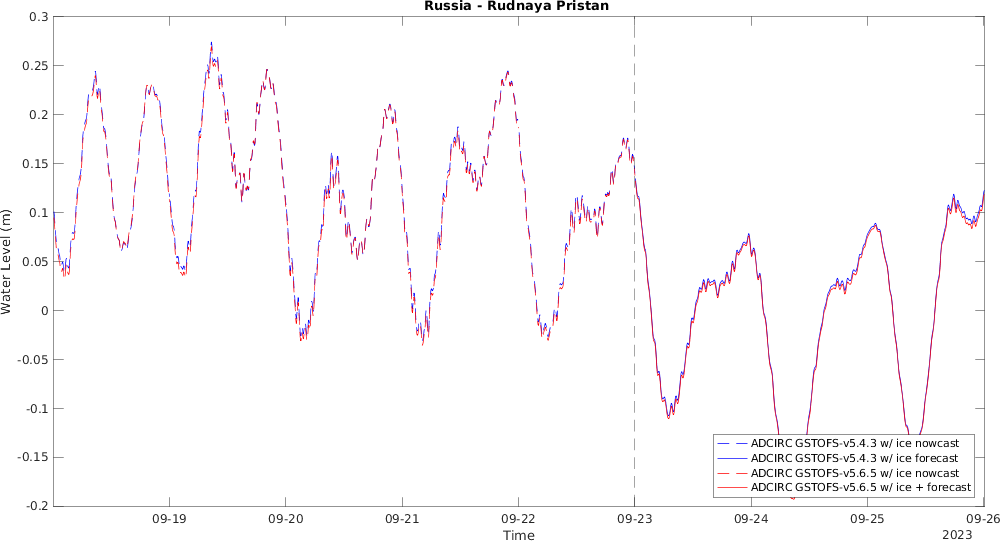 Russia - Rudnaya Pristan
0.3
0.25
0.2
0.15
0.1
0.05
0
-0.05
-0.1
-0.15
-0.2
Water Level (m)
ADCIRC GSTOFS-v5.4.3 w/ ice nowcast
ADCIRC GSTOFS-v5.4.3 w/ ice forecast
ADCIRC GSTOFS-v5.6.5 w/ ice nowcast
ADCIRC GSTOFS-v5.6.5 w/ ice + forecast
09-19 09-20 09-21 09-22 09-23 09-24 09-25 09-26
Time 2023